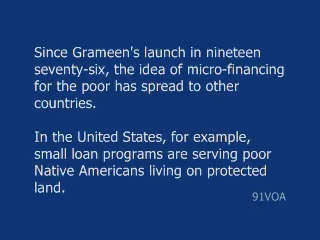 Since Grameen's launch in nineteen
seventy-six, the idea of micro-financing
for the poor has spread to other
countries.
In the United States, for example,
small loan programs are serving poor
Native Americans living on protected
land.
91VOA